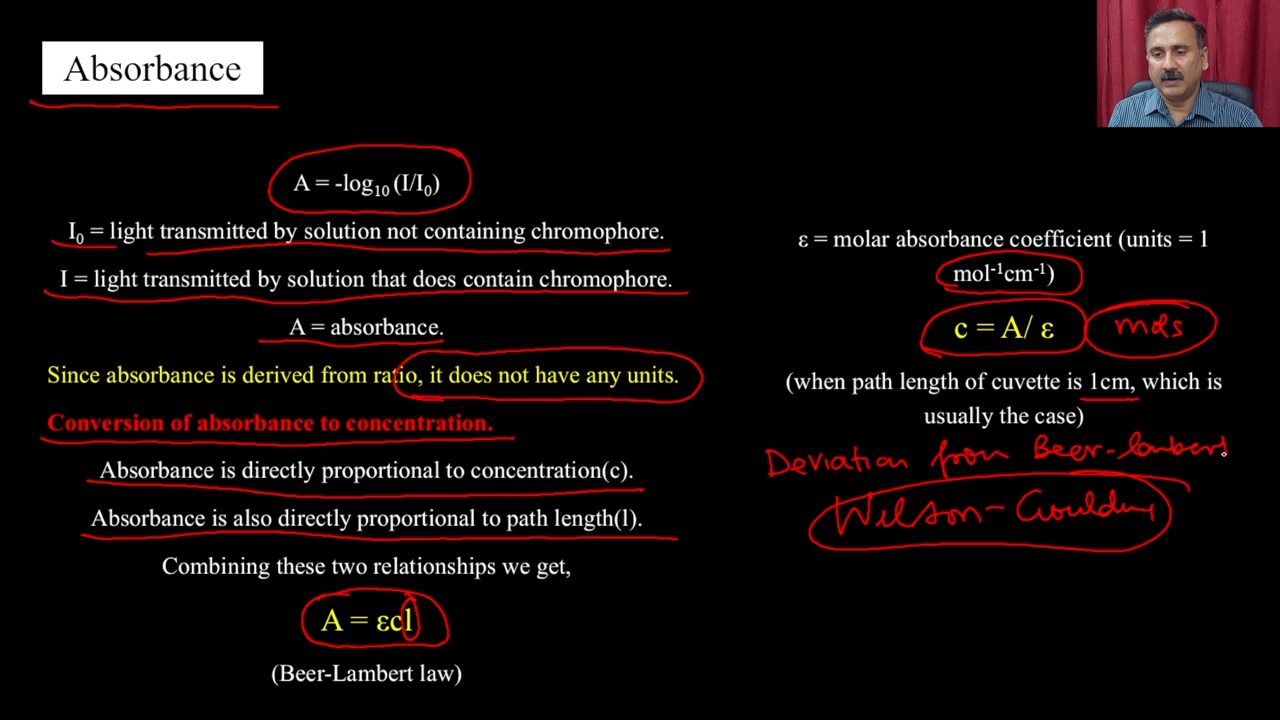 Absorbance
A = -log10 (I/I0)
I0 = light transmitted by solution not containing chromophore.
I = light transmitted by solution that does contain chromophore.
A = absorbance.
Since absorbance is derived from ratio, it does not have any units.
Conversion of absorbance to concentration.
Absorbance is directly proportional to concentration(c).
Absorbance is also directly proportional to path length(l).
Combining these two relationships we get,
A = εcl
(Beer-Lambert law)
ε = molar absorbance coefficient (units = 1
mol-1cm-1)
c = A/ ε
(when path length of cuvette is 1cm, which is
usually the case)
Deviation from Beer-lambert
Wilson-Goulding